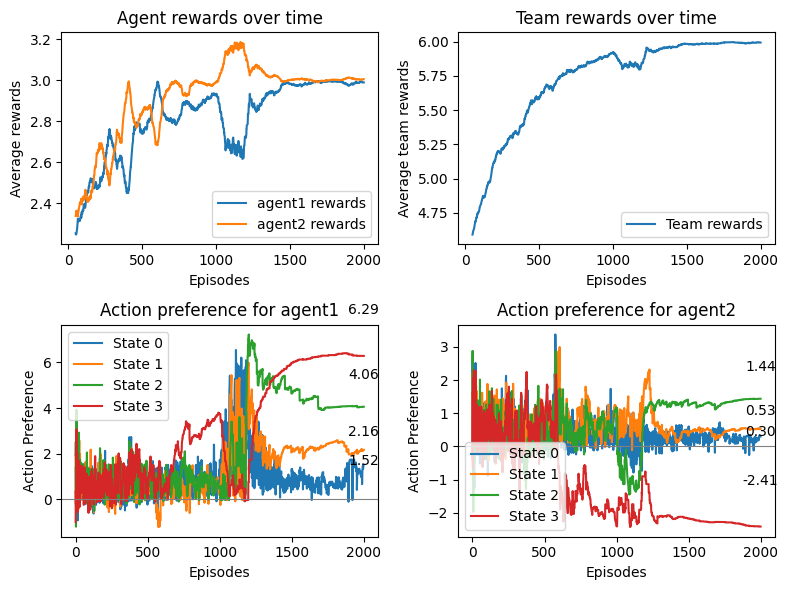 Agent rewards over time
Average rewards
3.2
3.0
2.8
2.6
2.4
agent1 rewards
agent2 rewards
0
500
1000
1500
2000
Episodes
Team rewards over time
Average team rewards
6.00
5.75
5.50
5.25
5.00
4.75
Team rewards
0
500
1000
1500
2000
Episodes
Action preference for agent1
Action Preference
6
4
2
0
State 0
State 1
State 2
State 3
6.29
4.06
2.16
1.52
0
500
1000
1500
2000
Episodes
Action preference for agent2
Action Preference
3
2
1
0
−1
−2
State 0
State 1
State 2
State 3
1.44
0.53
0.30
-2.41
0
500
1000
1500
2000
Episodes